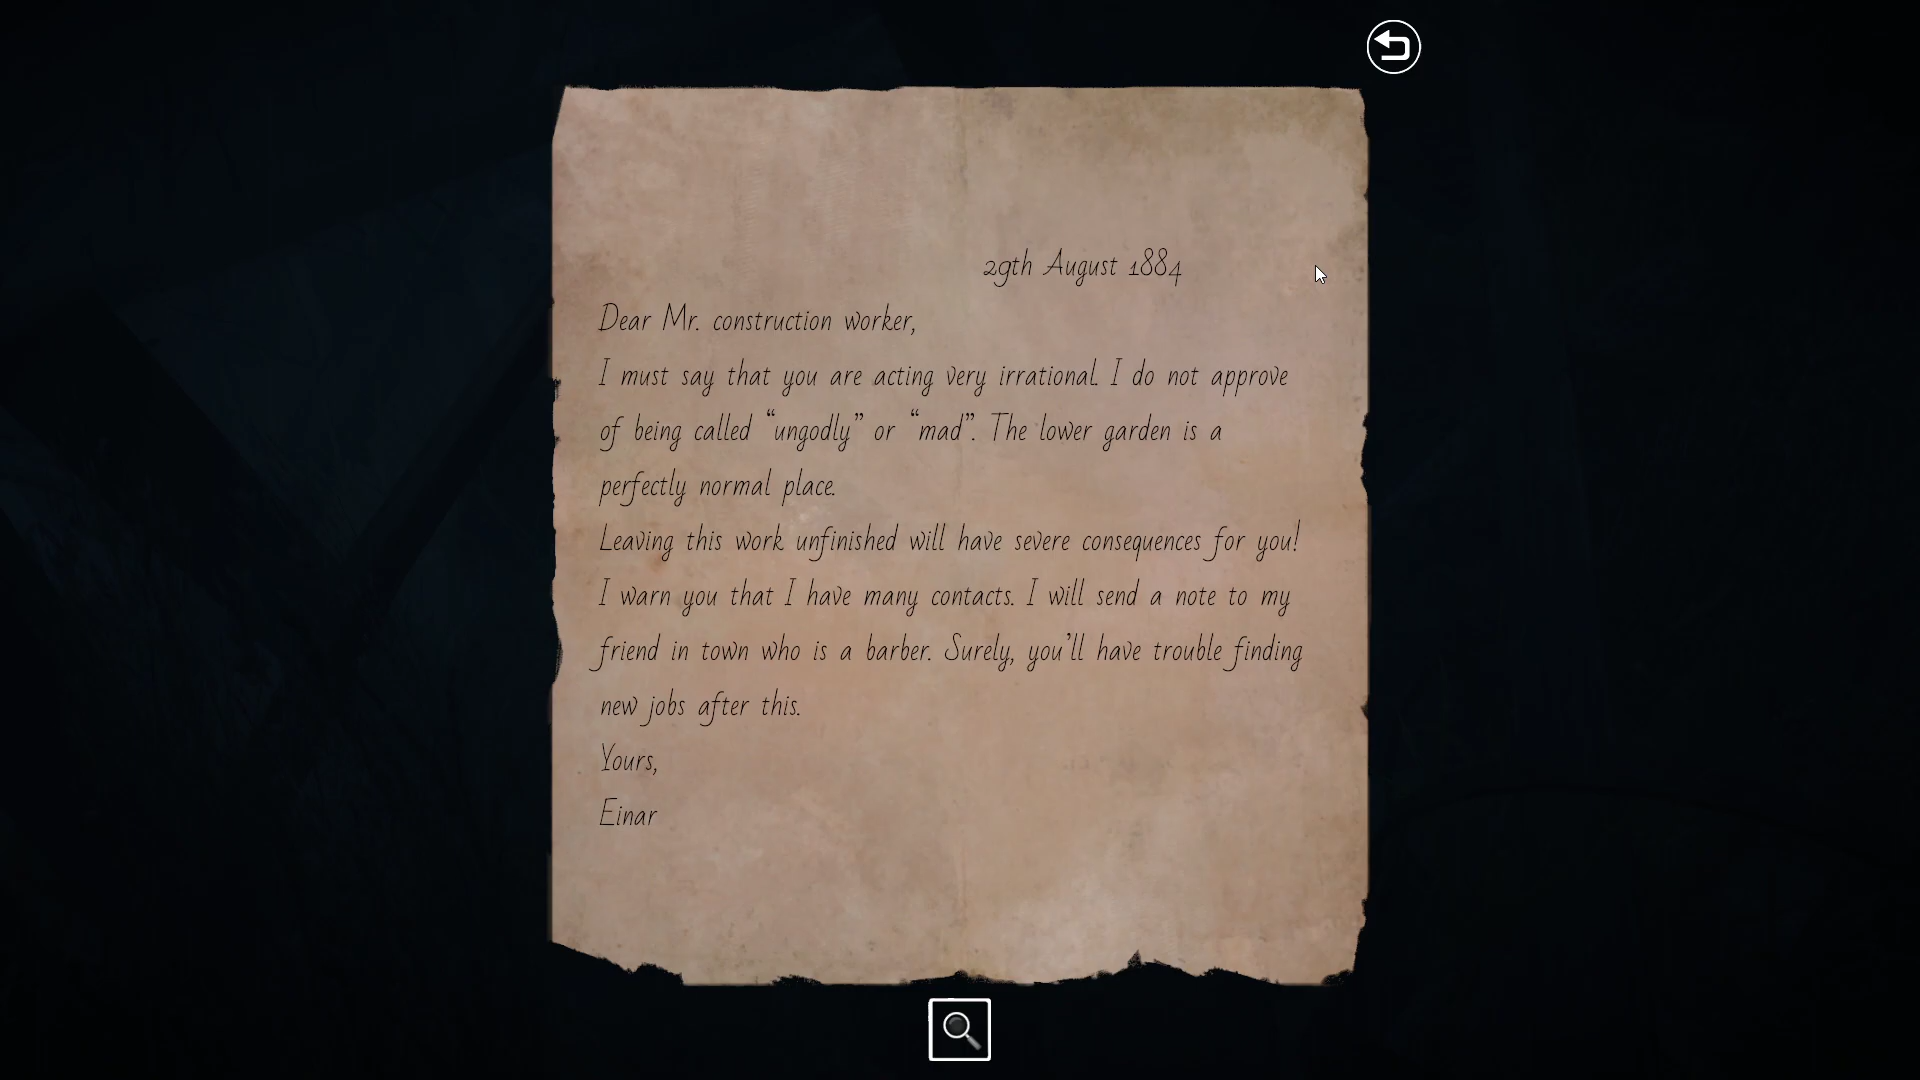 29th August 1884
Dear Mr. construction worker,
I must say that you are acting very irrational. I do not approve
of being called “ungodly” or “mad”. The lower garden is a
perfectly normal place.
Leaving this work unfinished will have severe consequences for you!
I warn you that I have many contacts. I will send a note to my
friend in town who is a barber. Surely, you’ll have trouble finding
new jobs after this.
Yours,
Einar